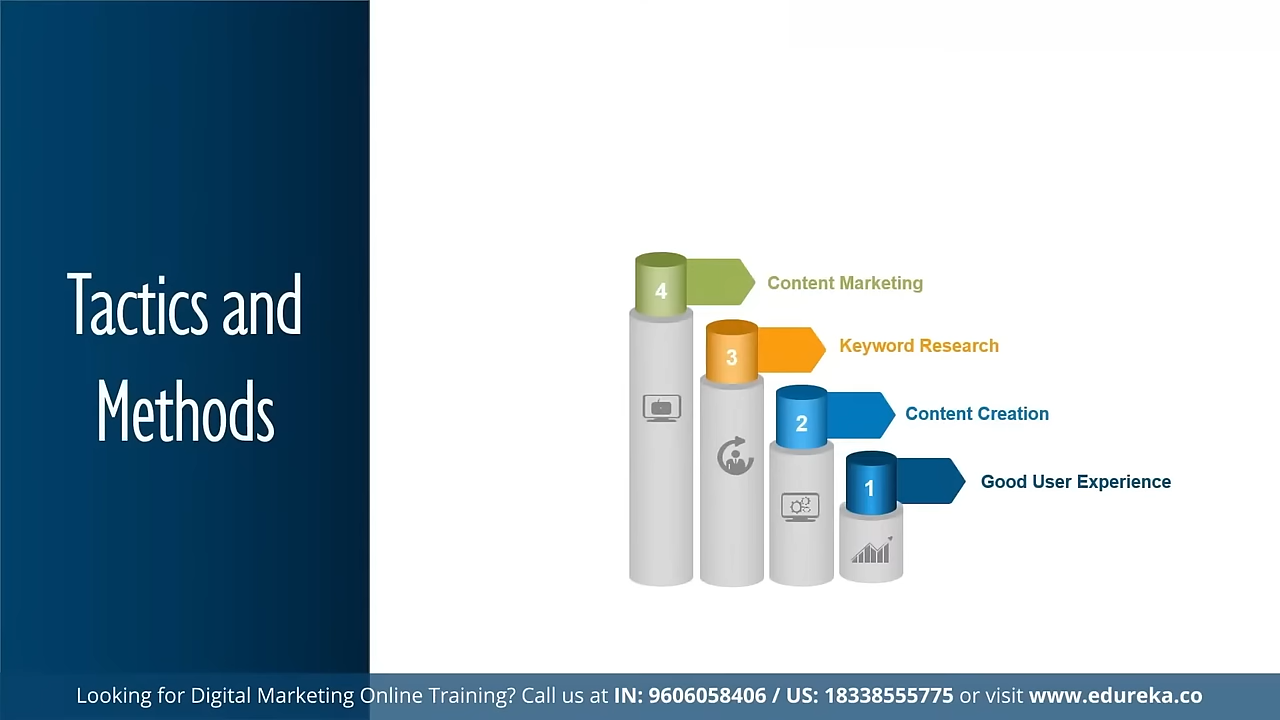 Tactics and
Methods
4
Content Marketing
3
Keyword Research
2
Content Creation
1
Good User Experience
Looking for Digital Marketing Online Training? Call us at IN: 9606058406 / US: 18338555775 or visit www.edureka.co